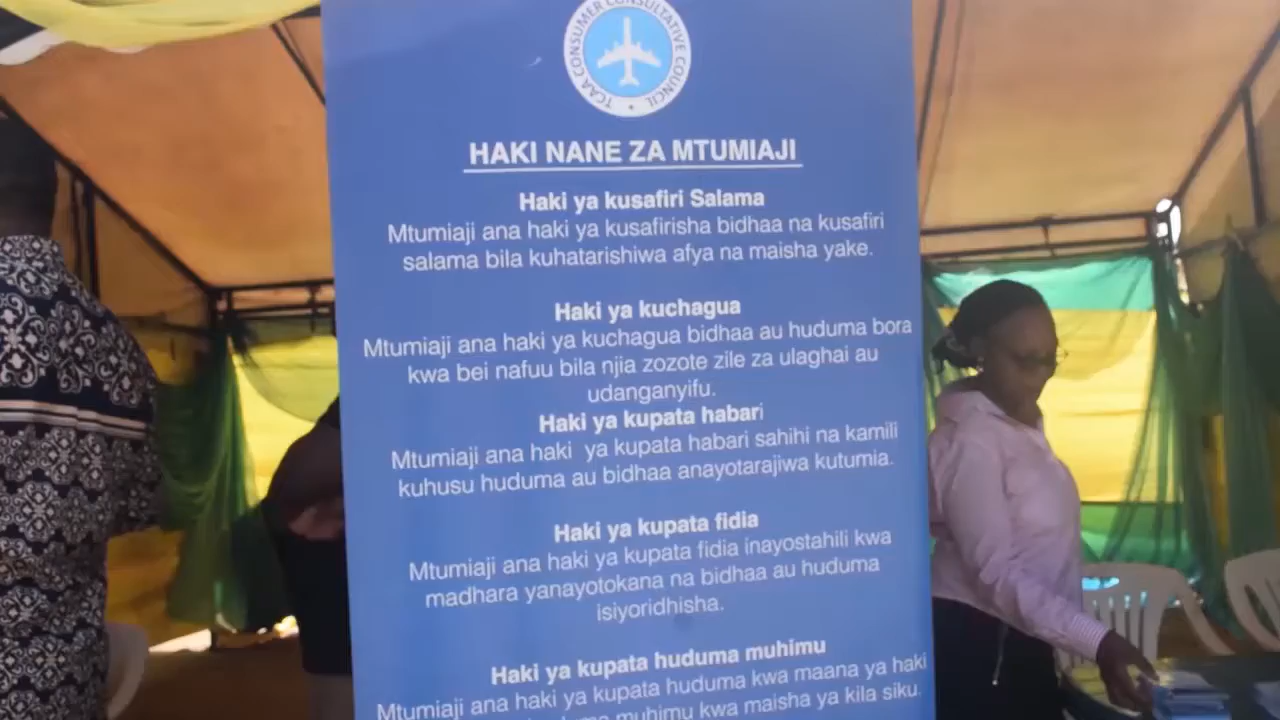 TCAA CONSUMER CONSULTATIVE COUNCIL
HAKI NANE ZA MTUMIAJI
Haki ya kusafiri Salama
Mtumiaji ana haki ya kusafirisha bidhaa na kusafiri
salama bila kuhatarishiwa afya na maisha yake.
Haki ya kuchagua
Mtumiaji ana haki ya kuchagua bidhaa au huduma bora
kwa bei nafuu bila njia zozote zile za ulaghai au
udanganyifu.
Haki ya kupata habari
Mtumiaji ana haki ya kupata habari sahihi na kamili
kuhusu huduma au bidhaa anayotarajiwa kutumia.
Haki ya kupata fidia
Mtumiaji ana haki ya kupata fidia inayostahili kwa
madhara yanayotokana na bidhaa au huduma
isiyoridhisha.
Haki ya kupata huduma muhimu
Mtumiaji ana haki ya kupata huduma kwa maana ya haki
muhimu kwa maisha ya kila siku.